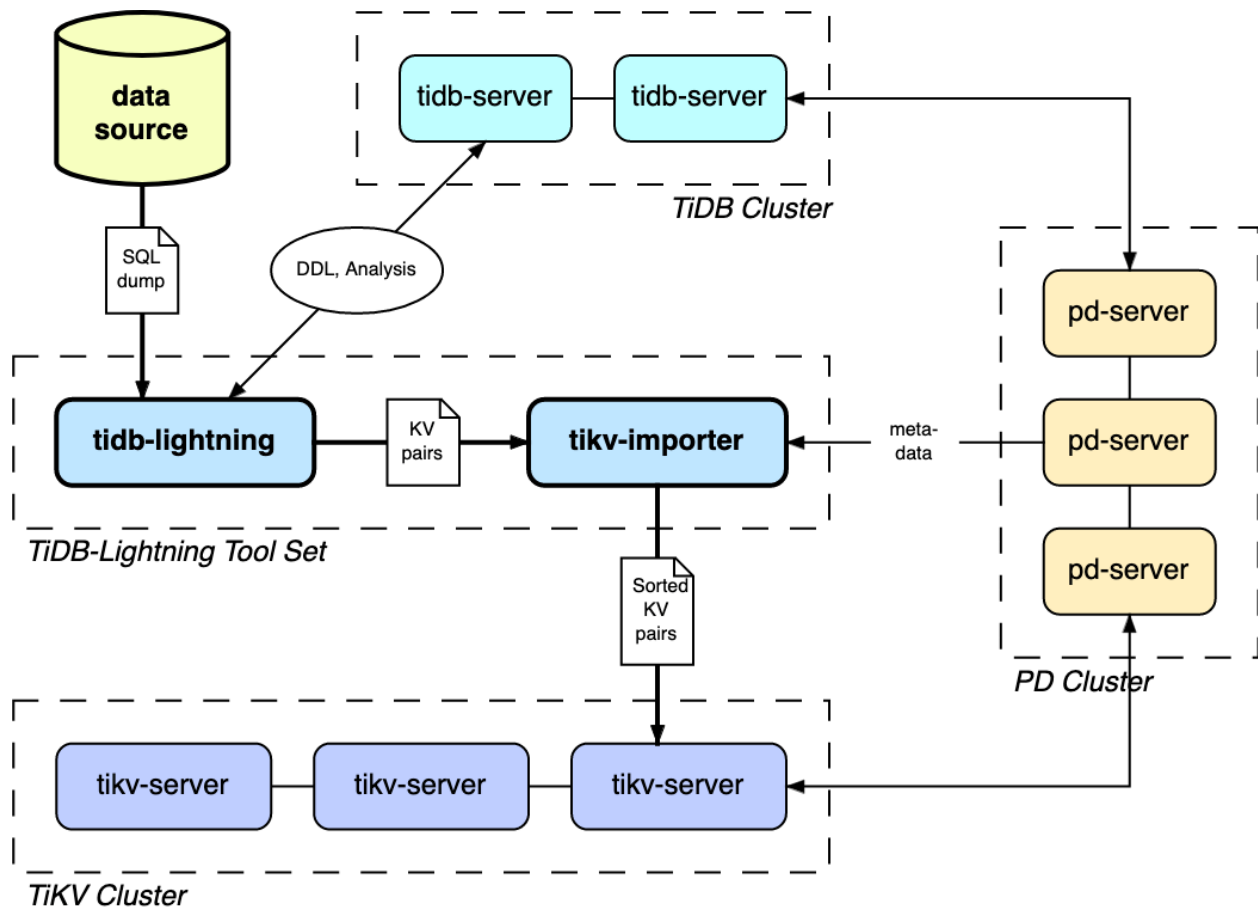 data
source
tidb-server
tidb-server
TiDB Cluster
SQL
dump
DDL, Analysis
pd-server
pd-server
pd-server
PD Cluster
tidb-lightning
KV
pairs
tikv-importer
meta-
data
TiDB-Lightning Tool Set
Sorted
KV
pairs
tikv-server
tikv-server
tikv-server
TiKV Cluster